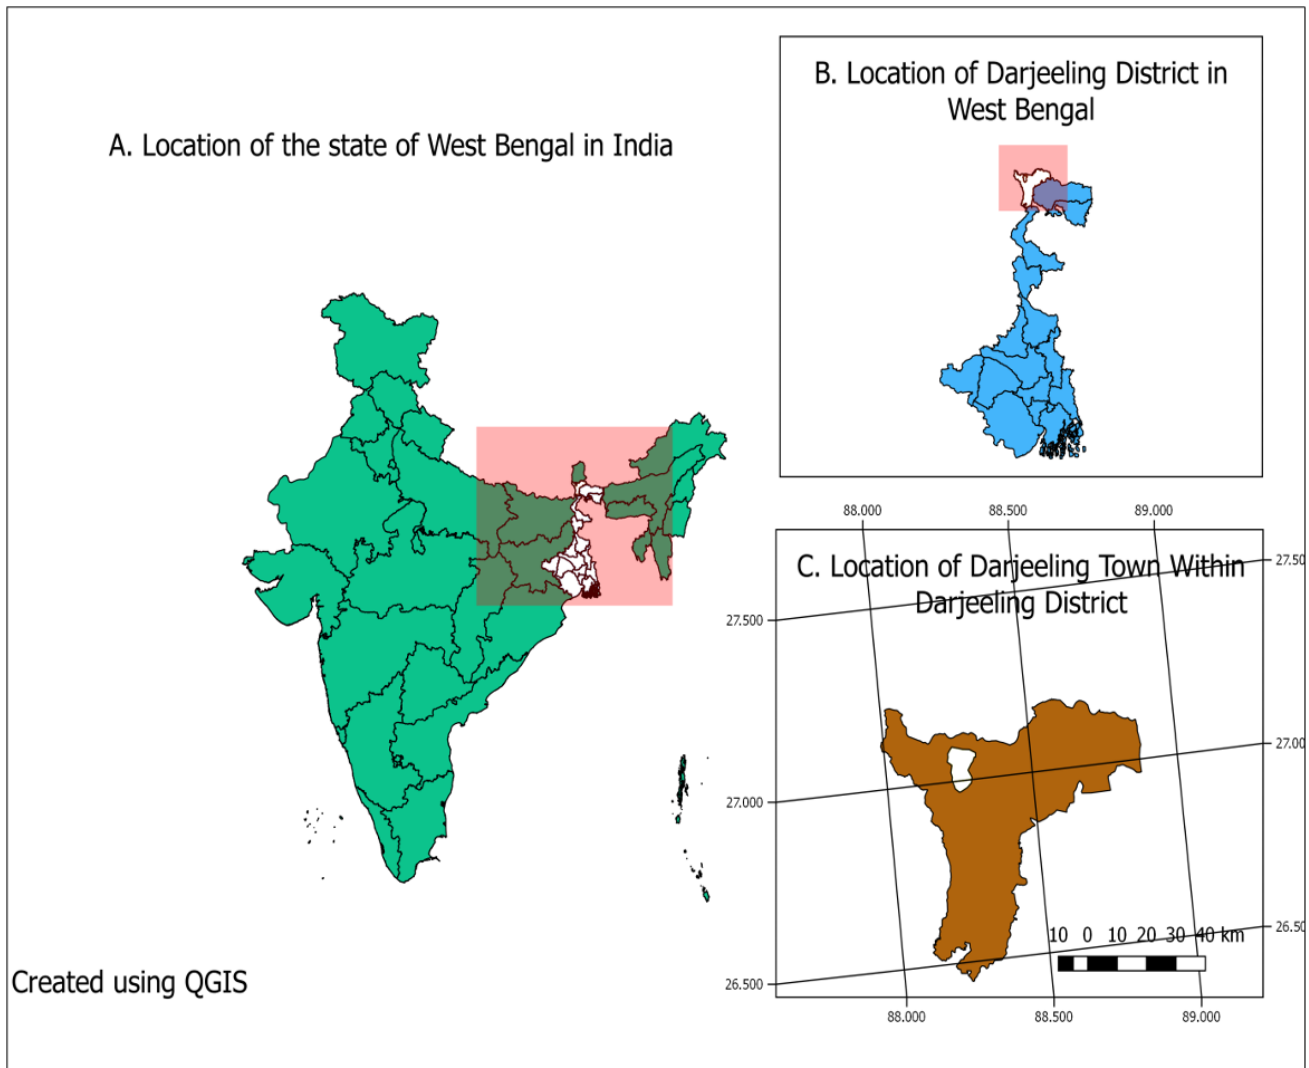 A. Location of the state of West Bengal in India
B. Location of Darjeeling District in
West Bengal
88.000 88.500 89.000
C. Location of Darjeeling Town Within
Darjeeling District
27.500
27.500
27.000
27.00
26.50
26.500
10 0 10 20 30 40 km
88.000 88.500 89.000
Created using QGIS